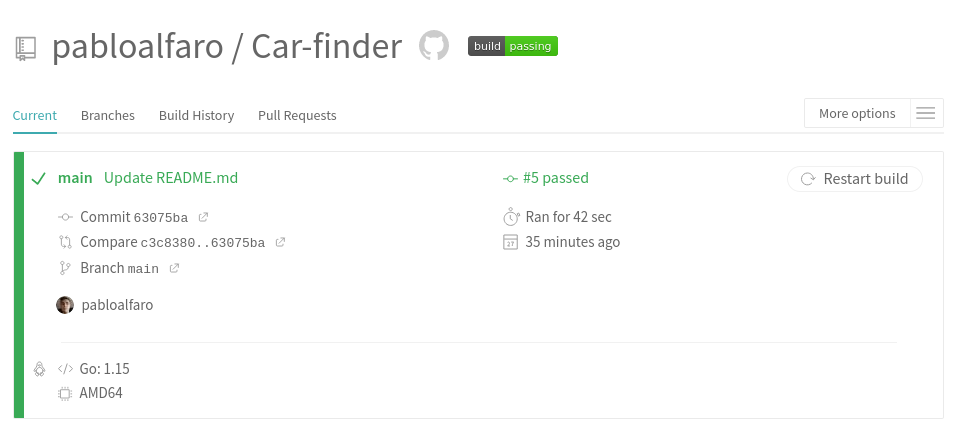 pabloalfaro / Car-finder build passing
Current Branches Build History Pull Requests More options
main Update README.md #5 passed Restart build
Commit 63075ba Ran for 42 sec
Compare c3c8380..63075ba 27 35 minutes ago
Branch main
pabloalfaro
</> Go: 1.15
AMD64